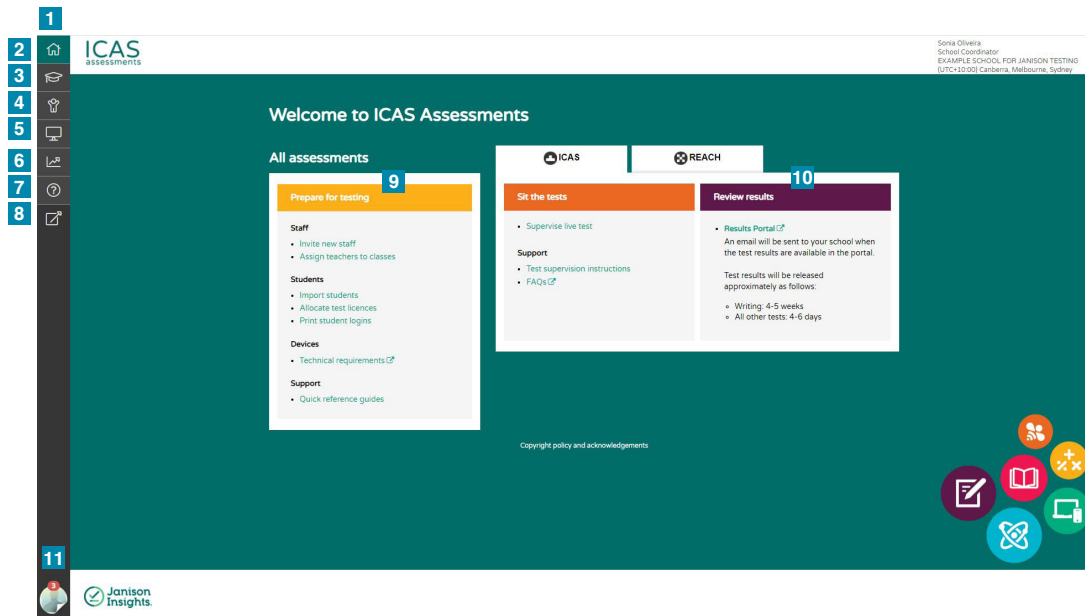 1
2
3
4
5
6
7
8
ICAS
assessments
Sonia Oliveira
School Coordinator
EXAMPLE SCHOOL FOR JANISON TESTING
(UTC+10:00) Canberra, Melbourne, Sydney
Welcome to ICAS Assessments
All assessments
9
Prepare for testing
Staff
• Invite new staff
• Assign teachers to classes
Students
• Import students
• Allocate test licences
• Print student logins
Devices
• Technical requirements
Support
• Quick reference guides
ICAS
REACH
Sit the tests
• Supervise live test
Support
• Test supervision instructions
• FAQs
10
Review results
• Results Portal
An email will be sent to your school when
the test results are available in the portal.
Test results will be released
approximately as follows:
Writing: 4-5 weeks
All other tests: 4-6 days
Copyright policy and acknowledgements
11
3
Janison
Insights.